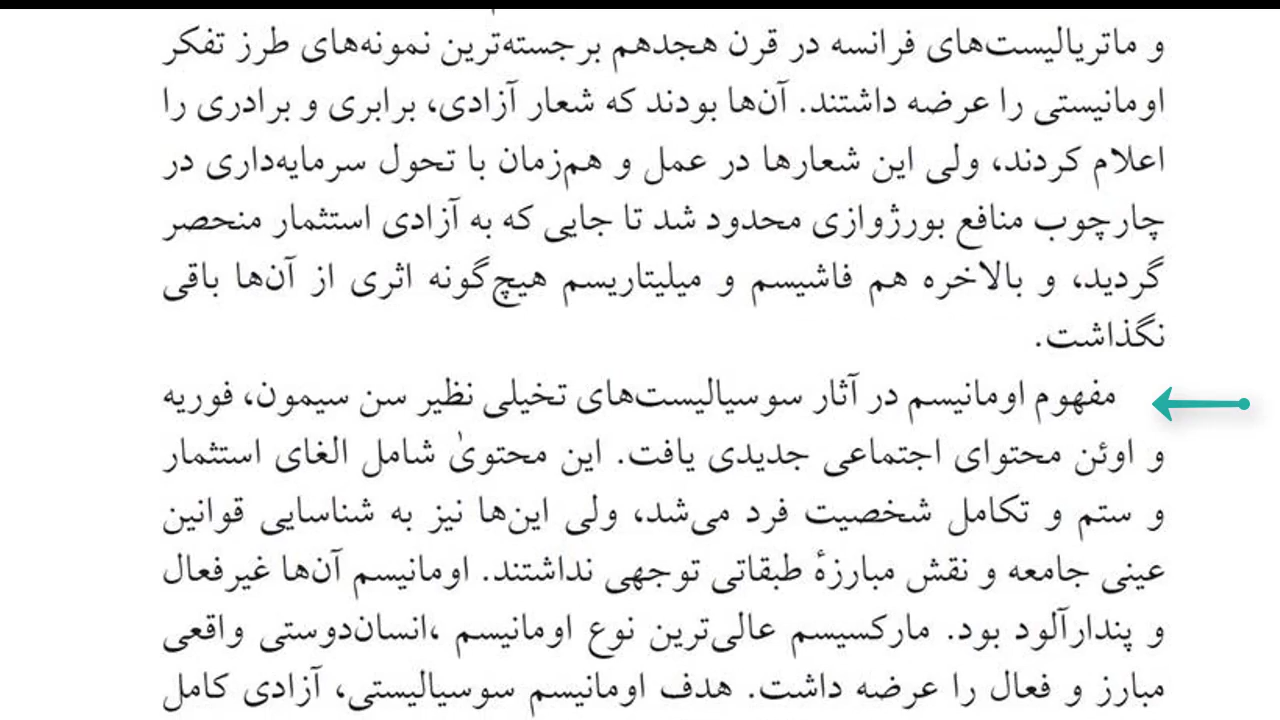 و ماتریالیست‌های فرانسه در قرن هجدهم برجسته‌ترین نمونه‌های طرز تفکر
اومانیستی را عرضه داشتند. آن‌ها بودند که شعار آزادی، برابری و برادری را
اعلام کردند، ولی این شعارها در عمل و هم‌زمان با تحول سرمایه‌داری در
چارچوب منافع بورژوازی محدود شد تا جایی که به آزادی استثمار منحصر
گردید، و بالاخره هم فاشیسم و میلیتاریسم هیچ‌گونه اثری از آن‌ها باقی
نگذاشت.
مفهوم اومانیسم در آثار سوسیالیست‌های تخیلی نظیر سن سیمون، فوریه
و اوئن محتوای اجتماعی جدیدی یافت. این محتویٰ شامل الغای استثمار
و ستم و تکامل شخصیت فرد می‌شد، ولی این‌ها نیز به شناسایی قوانین
عینی جامعه و نقش مبارزهٔ طبقاتی توجهی نداشتند. اومانیسم آن‌ها غیرفعال
و پندارآلود بود. مارکسیسم عالی‌ترین نوع اومانیسم ،انسان‌دوستی واقعی
مبارز و فعال را عرضه داشت. هدف اومانیسم سوسیالیستی، آزادی کامل